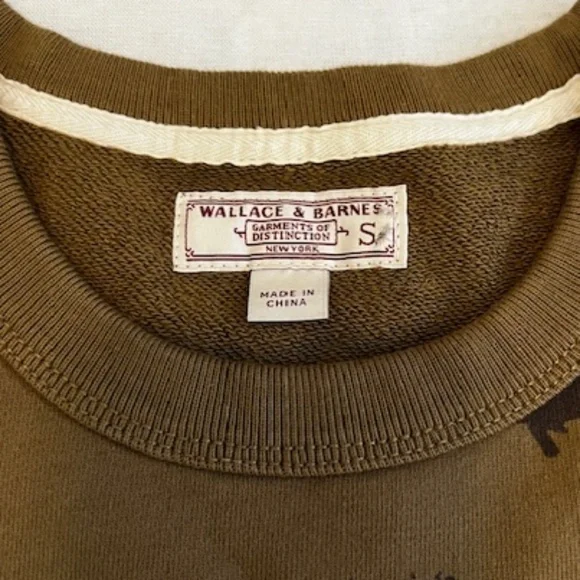 WALLACE & BARNES
GARMENTS OF
DISTINCTION
NEW YORK
S
MADE IN
CHINA